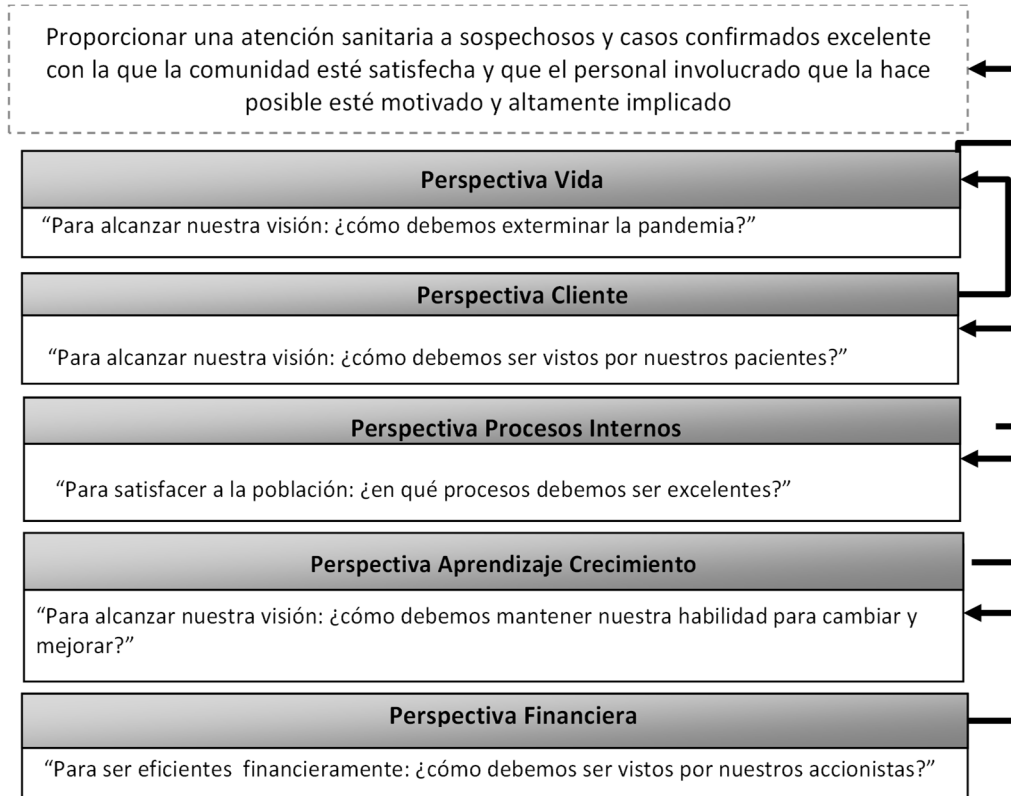 Proporcionar una atención sanitaria a sospechosos y casos confirmados excelente
con la que la comunidad esté satisfecha y que el personal involucrado que la hace
posible esté motivado y altamente implicado
Perspectiva Vida
“Para alcanzar nuestra visión: ¿cómo debemos exterminar la pandemia?”
Perspectiva Cliente
“Para alcanzar nuestra visión: ¿cómo debemos ser vistos por nuestros pacientes?”
Perspectiva Procesos Internos
“Para satisfacer a la población: ¿en qué procesos debemos ser excelentes?”
Perspectiva Aprendizaje Crecimiento
“Para alcanzar nuestra visión: ¿cómo debemos mantener nuestra habilidad para cambiar y
mejorar?”
Perspectiva Financiera
“Para ser eficientes  financieramente: ¿cómo debemos ser vistos por nuestros accionistas?”